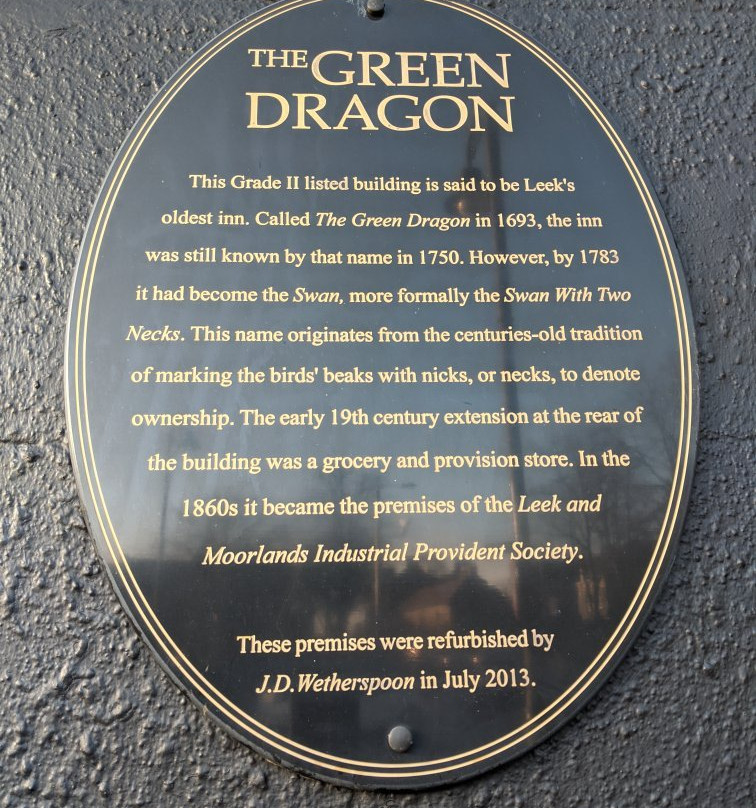 THE GREEN
DRAGON
This Grade II listed building is said to be Leek's
oldest inn. Called The Green Dragon in 1693, the inn
was still known by that name in 1750. However, by 1783
it had become the Swan, more formally the Swan With Two
Necks. This name originates from the centuries-old tradition
of marking the birds' beaks with nicks, or necks, to denote
ownership. The early 19th century extension at the rear of
the building was a grocery and provision store. In the
1860s it became the premises of the Leek and
Moorlands Industrial Provident Society.
These premises were refurbished by
J.D.Wetherspoon in July 2013.